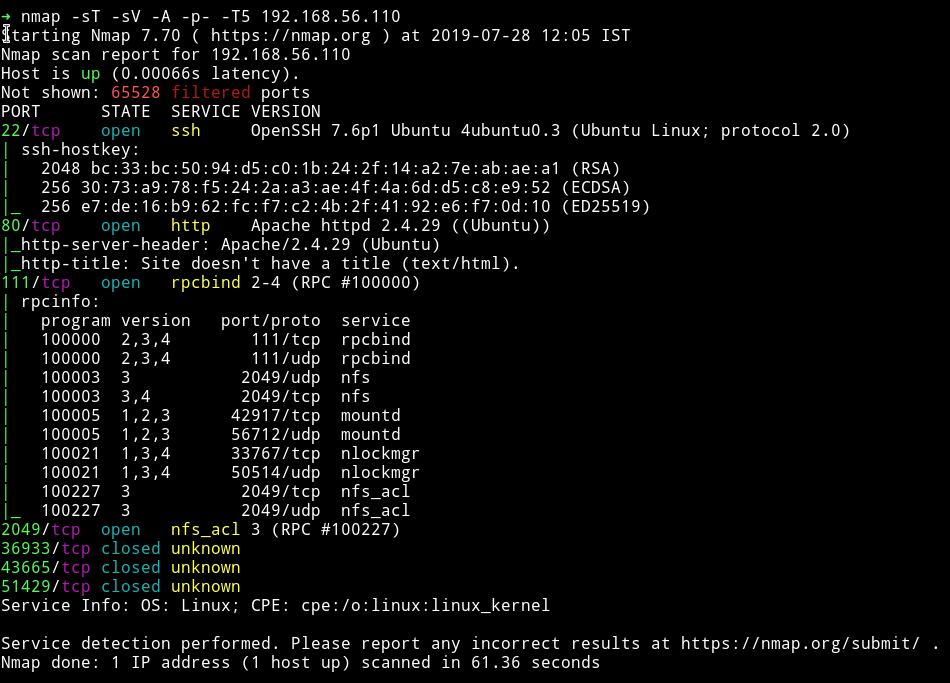 → nmap -sT -sV -A -p- -T5 192.168.56.110
Starting Nmap 7.70 ( https://nmap.org ) at 2019-07-28 12:05 IST
Nmap scan report for 192.168.56.110
Host is up (0.00066s latency).
Not shown: 65528 filtered ports
PORT      STATE  SERVICE VERSION
22/tcp    open   ssh     OpenSSH 7.6p1 Ubuntu 4ubuntu0.3 (Ubuntu Linux; protocol 2.0)
| ssh-hostkey:
|   2048 bc:33:bc:50:94:d5:c0:1b:24:2f:14:a2:7e:ab:ae:a1 (RSA)
|   256 30:73:a9:78:f5:24:2a:a3:ae:4f:4a:6d:d5:c8:e9:52 (ECDSA)
|_  256 e7:de:16:b9:62:fc:f7:c2:4b:2f:41:92:e6:f7:0d:10 (ED25519)
80/tcp    open   http    Apache httpd 2.4.29 ((Ubuntu))
|_http-server-header: Apache/2.4.29 (Ubuntu)
|_http-title: Site doesn't have a title (text/html).
111/tcp   open   rpcbind 2-4 (RPC #100000)
| rpcinfo:
|   program version   port/proto  service
|   100000  2,3,4        111/tcp  rpcbind
|   100000  2,3,4        111/udp  rpcbind
|   100003  3           2049/udp  nfs
|   100003  3,4         2049/tcp  nfs
|   100005  1,2,3      42917/tcp  mountd
|   100005  1,2,3      56712/udp  mountd
|   100021  1,3,4      33767/tcp  nlockmgr
|   100021  1,3,4      50514/udp  nlockmgr
|   100227  3           2049/tcp  nfs_acl
|_  100227  3           2049/udp  nfs_acl
2049/tcp  open   nfs_acl 3 (RPC #100227)
36933/tcp closed unknown
43665/tcp closed unknown
51429/tcp closed unknown
Service Info: OS: Linux; CPE: cpe:/o:linux:linux_kernel

Service detection performed. Please report any incorrect results at https://nmap.org/submit/ .
Nmap done: 1 IP address (1 host up) scanned in 61.36 seconds